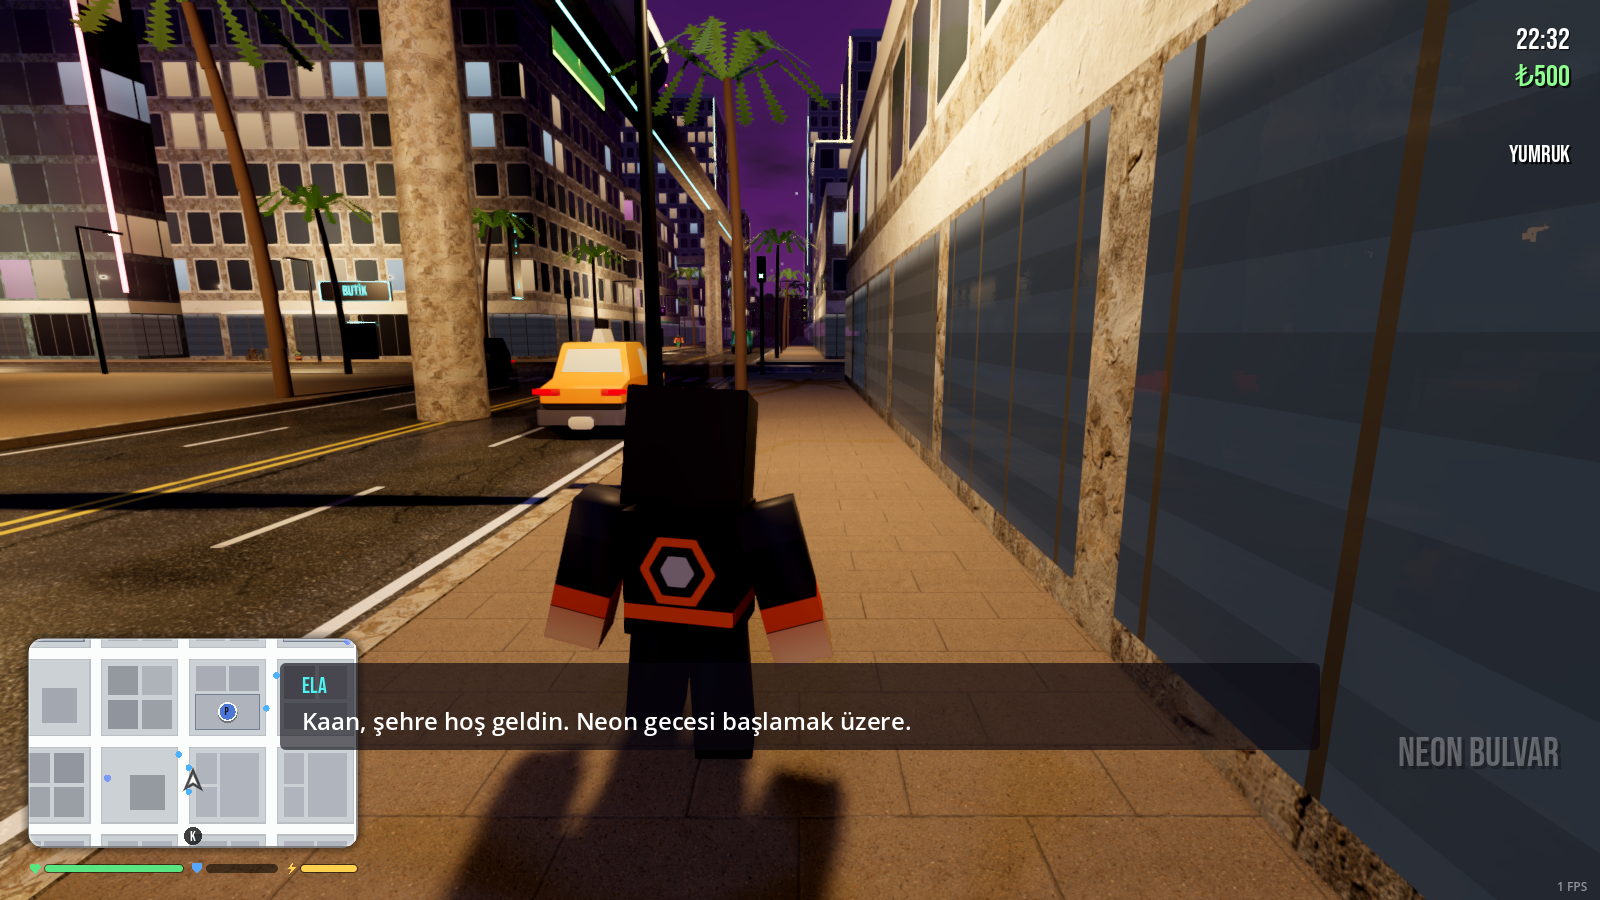 22:32
₺500
YUMRUK
BUTİK
P
K
ELA
Kaan, şehre hoş geldin. Neon gecesi başlamak üzere.
NEON BULVAR
1 FPS